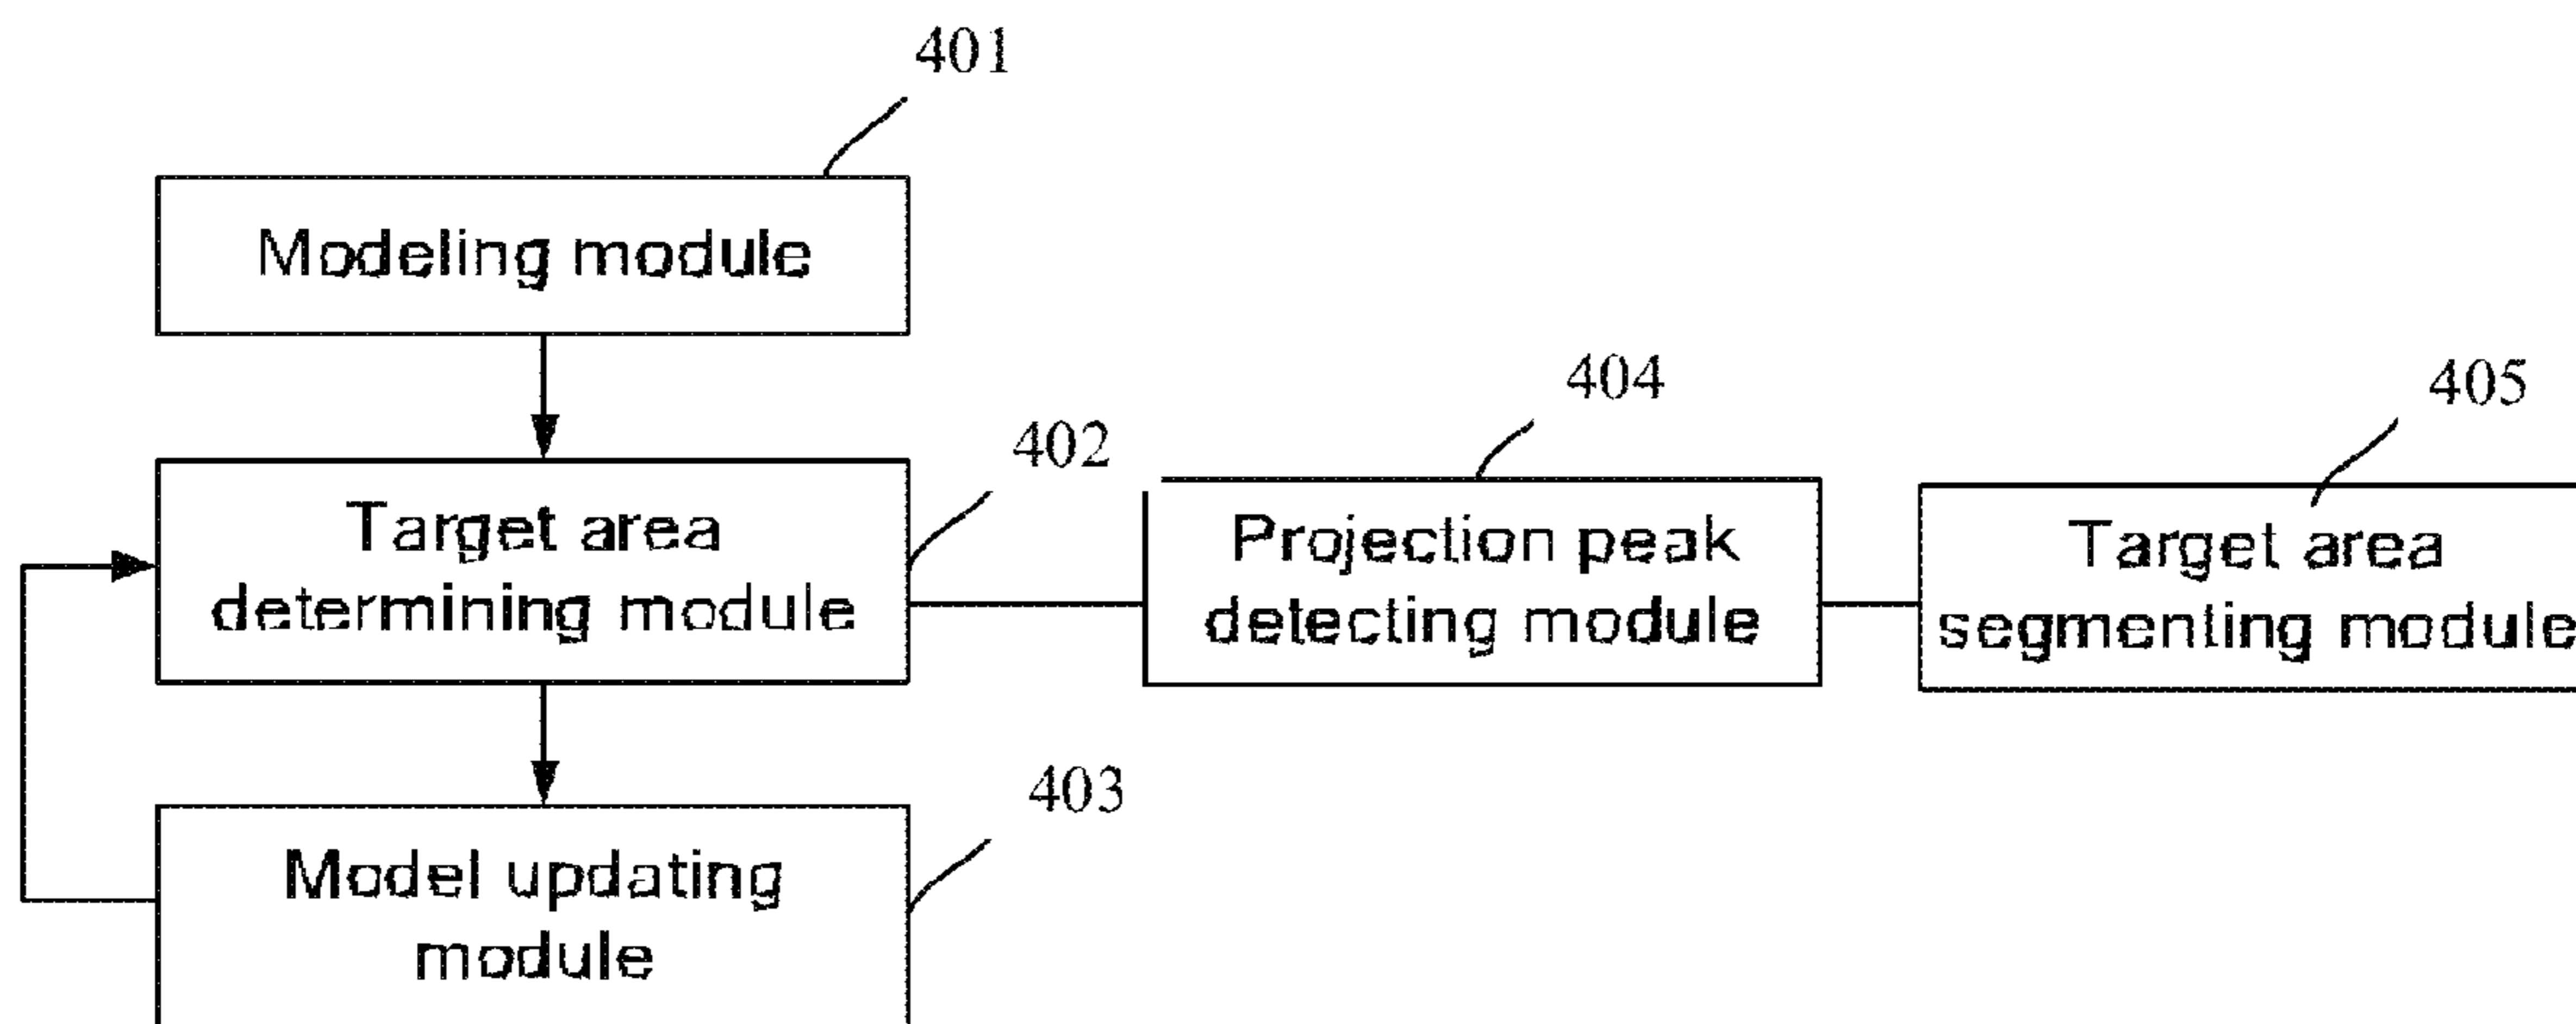 401
Modeling module
402
Target area
determining module
404
Projection peak
detecting module
405
Target area
segmenting module
403
Model updating
module